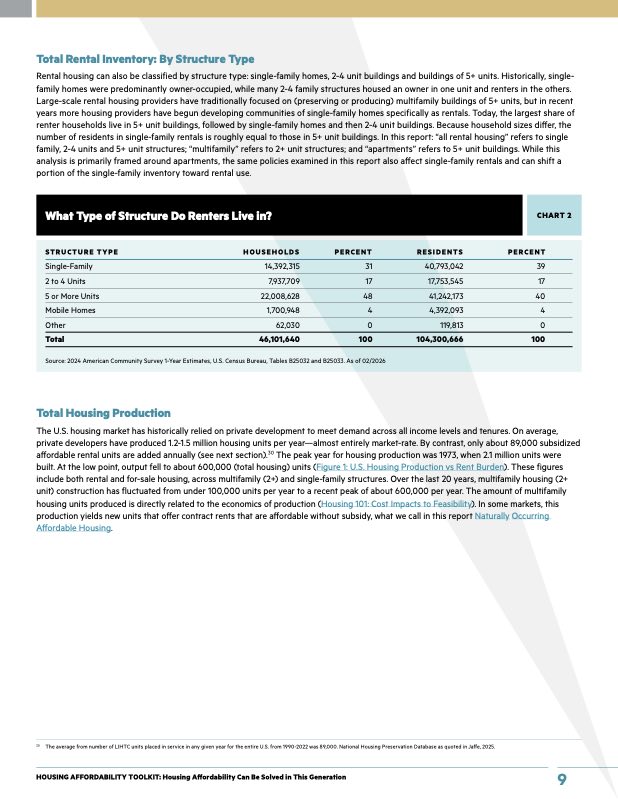 Total Rental Inventory: By Structure Type
Rental housing can also be classified by structure type: single-family homes, 2-4 unit buildings and buildings of 5+ units. Historically, single-
family homes were predominantly owner-occupied, while many 2-4 family structures housed an owner in one unit and renters in the others.
Large-scale rental housing providers have traditionally focused on (preserving or producing) multifamily buildings of 5+ units, but in recent
years more housing providers have begun developing communities of single-family homes specifically as rentals. Today, the largest share of
renter households live in 5+ unit buildings, followed by single-family homes and then 2-4 unit buildings. Because household sizes differ, the
number of residents in single-family rentals is roughly equal to those in 5+ unit buildings. In this report: “all rental housing” refers to single
family, 2-4 units and 5+ unit structures; “multifamily” refers to 2+ unit structures; and “apartments” refers to 5+ unit buildings. While this
analysis is primarily framed around apartments, the same policies examined in this report also affect single-family rentals and can shift a
portion of the single-family inventory toward rental use.
What Type of Structure Do Renters Live in?
CHART 2
STRUCTURE TYPE HOUSEHOLDS PERCENT RESIDENTS PERCENT
Single-Family 14,392,315 31 40,793,042 39
2 to 4 Units 7,937,709 17 17,753,545 17
5 or More Units 22,008,628 48 41,242,173 40
Mobile Homes 1,700,948 4 4,392,093 4
Other 62,030 0 119,813 0
Total 46,101,640 100 104,300,666 100
Source: 2024 American Community Survey 1-Year Estimates, U.S. Census Bureau, Tables B25032 and B25033. As of 02/2026
Total Housing Production
The U.S. housing market has historically relied on private development to meet demand across all income levels and tenures. On average,
private developers have produced 1.2-1.5 million housing units per year—almost entirely market-rate. By contrast, only about 89,000 subsidized
affordable rental units are added annually (see next section).³⁰ The peak year for housing production was 1973, when 2.1 million units were
built. At the low point, output fell to about 600,000 (total housing) units (Figure 1: U.S. Housing Production vs Rent Burden). These figures
include both rental and for-sale housing, across multifamily (2+) and single-family structures. Over the last 20 years, multifamily housing (2+
unit) construction has fluctuated from under 100,000 units per year to a recent peak of about 600,000 per year. The amount of multifamily
housing units produced is directly related to the economics of production (Housing 101: Cost Impacts to Feasibility). In some markets, this
production yields new units that offer contract rents that are affordable without subsidy, what we call in this report Naturally Occurring
Affordable Housing.
³⁰ The average from number of LIHTC units placed in service in any given year for the entire U.S. from 1990-2022 was 89,000. National Housing Preservation Database as quoted in Jaffe, 2025.
HOUSING AFFORDABILITY TOOLKIT: Housing Affordability Can Be Solved in This Generation
9